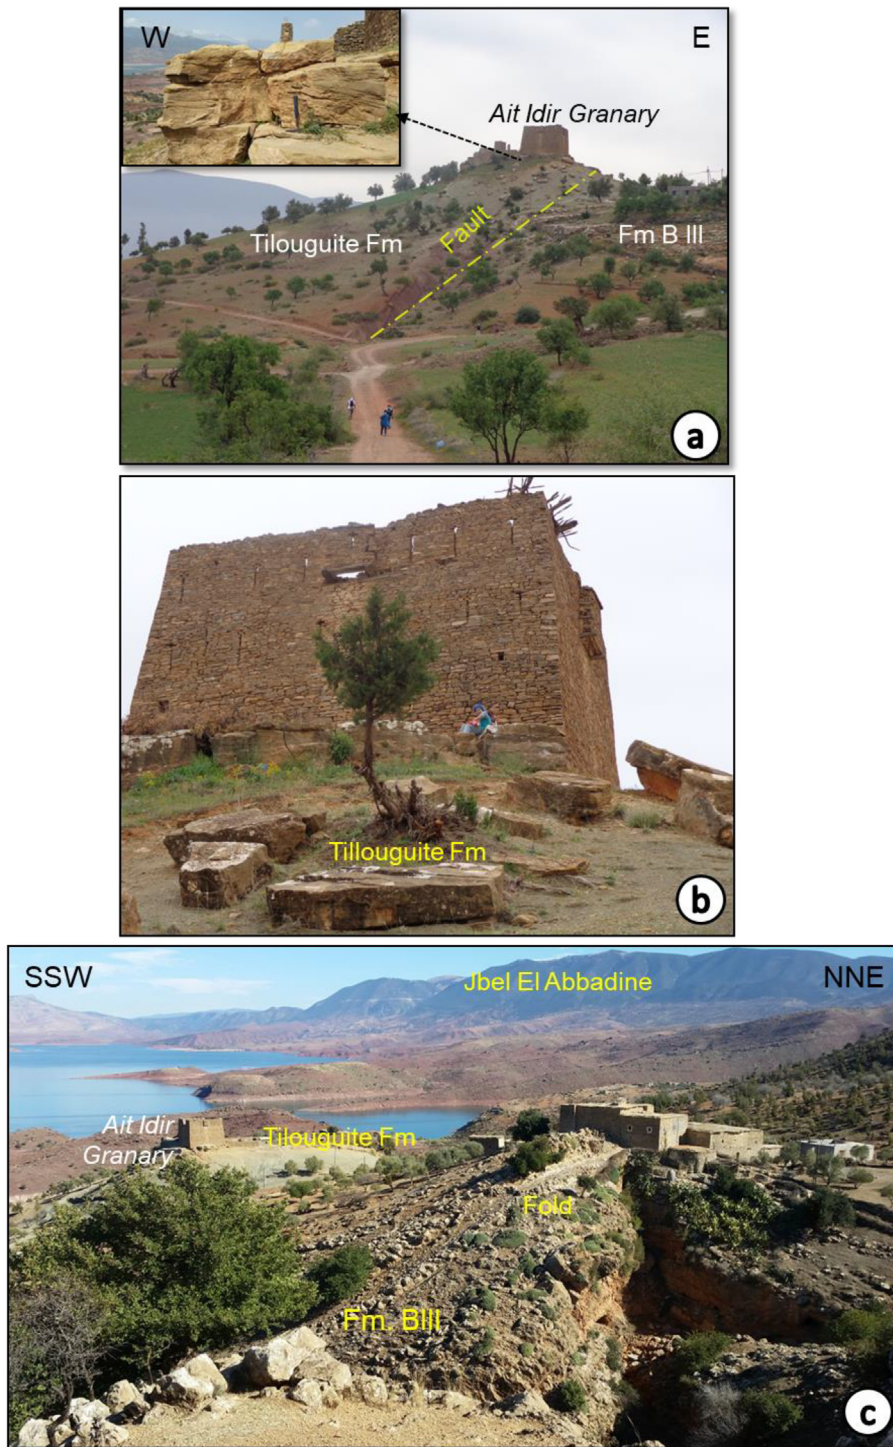 W
E
Ait Idir Granary
Fault
Tilouguite Fm
Fm B III
a
Tillouguite Fm
b
SSW
NNE
Jbel El Abbadine
Ait Idir
Granary
Tilouguite Fm
Fold
Fm. BIII
c